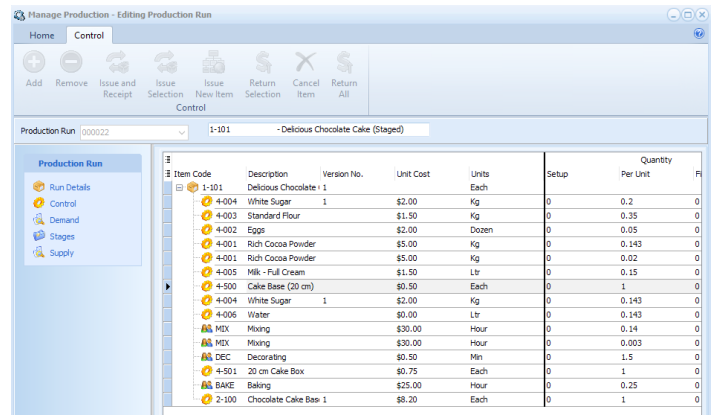 Manage Production - Editing Production Run
Home Control
Add Remove Issue and Receipt Issue Selection Issue New Item Return Selection Cancel Item Return All
Control
Production Run 000022 1-101 - Delicious Chocolate Cake (Staged)
Production Run
Run Details
Control
Demand
Stages
Supply
Quantity
Item Code Description Version No. Unit Cost Units Setup Per Unit Fi
1-101 Delicious Chocolate 1 Each
4-004 White Sugar 1 $2.00 Kg 0 0.2 0
4-003 Standard Flour $1.50 Kg 0 0.35 0
4-002 Eggs $2.00 Dozen 0 0.05 0
4-001 Rich Cocoa Powder $5.00 Kg 0 0.143 0
4-001 Rich Cocoa Powder $5.00 Kg 0 0.02 0
4-005 Milk - Full Cream $1.50 Ltr 0 0.15 0
4-500 Cake Base (20 cm) $0.50 Each 0 1 0
4-004 White Sugar 1 $2.00 Kg 0 0.143 0
4-006 Water $0.00 Ltr 0 0.143 0
MIX Mixing $30.00 Hour 0 0.14 0
MIX Mixing $30.00 Hour 0 0.003 0
DEC Decorating $0.50 Min 0 1.5 0
4-501 20 cm Cake Box $0.75 Each 0 1 0
BAKE Baking $25.00 Hour 0 0.25 0
2-100 Chocolate Cake Bas 1 $8.20 Each 0 1 0